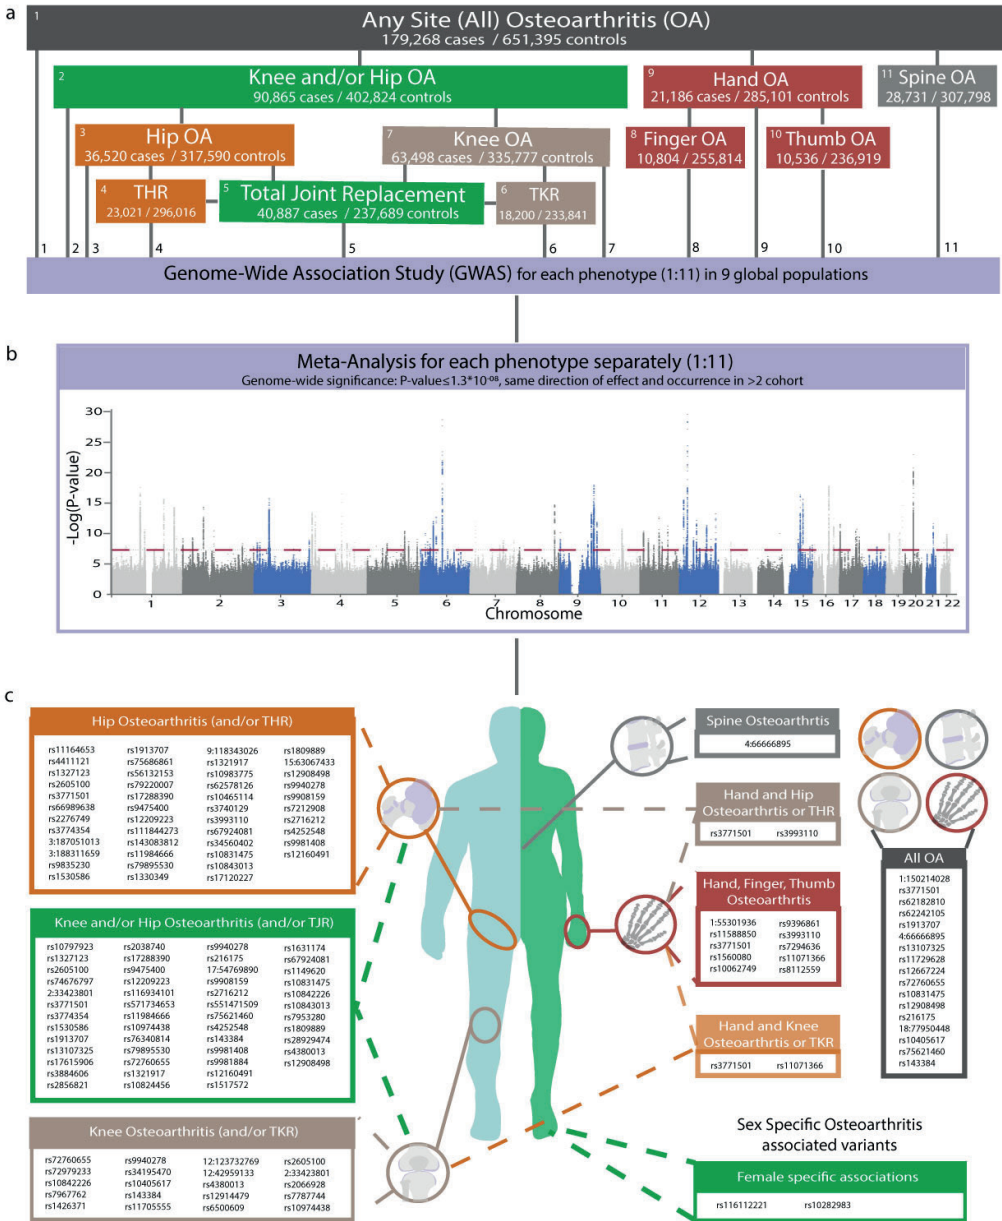 a
1
Any Site (All) Osteoarthritis (OA)
179,268 cases / 651,395 controls
2
Knee and/or Hip OA
90,865 cases / 402,824 controls
9
Hand OA
21,186 cases / 285,101 controls
11 Spine OA
28,731 / 307,798
3
Hip OA
36,520 cases / 317,590 controls
7
Knee OA
63,498 cases / 335,777 controls
8
Finger OA
10,804 / 255,814
10
Thumb OA
10,536 / 236,919
4
THR
23,021 / 296,016
5
Total Joint Replacement
40,887 cases / 237,689 controls
6
TKR
18,200 / 233,841
1 2 3 4 5 6 7 8 9 10 11
Genome-Wide Association Study (GWAS) for each phenotype (1:11) in 9 global populations
b
Meta-Analysis for each phenotype separately (1:11)
Genome-wide significance: P-value≤1.3*10⁻⁰⁸, same direction of effect and occurrence in >2 cohort
-Log(P-value)
30
25
20
15
10
5
0
1 2 3 4 5 6 7 8 9 10 11 12 13 14 15 16 17 18 19 20 21 22
Chromosome
c
Hip Osteoarthritis (and/or THR)
rs11164653 rs1913707 9:118343026 rs1809889
rs4411121 rs75686861 rs1321917 15:63067433
rs1327123 rs56132153 rs10983775 rs12908498
rs2605100 rs79220007 rs62578126 rs9940278
rs3771501 rs17288390 rs10465114 rs9908159
rs66989638 rs9475400 rs3740129 rs7212908
rs2276749 rs12209223 rs3993110 rs2716212
rs3774354 rs111844273 rs67924081 rs4252548
3:187051013 rs143083812 rs34560402 rs9981408
3:188311659 rs11984666 rs10831475 rs12160491
rs9835230 rs79895530 rs10843013
rs1530586 rs1330349 rs17120227
Knee and/or Hip Osteoarthritis (and/or TJR)
rs10797923 rs2038740 rs9940278 rs1631174
rs1327123 rs17288390 rs216175 rs67924081
rs2605100 rs9475400 17:54769890 rs1149620
rs74676797 rs12209223 rs9908159 rs10831475
2:33423801 rs116934101 rs2716212 rs10842226
rs3771501 rs571734653 rs551471509 rs10843013
rs3774354 rs11984666 rs75621460 rs7953280
rs1530586 rs10974438 rs4252548 rs1809889
rs1913707 rs76340814 rs143384 rs28929474
rs13107325 rs79895530 rs9981408 rs4380013
rs17615906 rs72760655 rs9981884 rs12908498
rs3884606 rs1321917 rs12160491
rs2856821 rs10824456 rs1517572
Knee Osteoarthritis (and/or TKR)
rs72760655 rs9940278 12:123732769 rs2605100
rs72979233 rs34195470 12:42959133 2:33423801
rs10842226 rs10405617 rs4380013 rs2066928
rs7967762 rs143384 rs12914479 rs7787744
rs1426371 rs11705555 rs6500609 rs10974438
Spine Osteoarthrtis
4:66666895
Hand and Hip
Osteoarthrtis or THR
rs3771501 rs3993110
Hand, Finger, Thumb
Osteoarthrtis
1:55301936 rs9396861
rs11588850 rs3993110
rs3771501 rs7294636
rs1560080 rs11071366
rs10062749 rs8112559
Hand and Knee
Osteoarthrtis or TKR
rs3771501 rs11071366
All OA
1:150214028
rs3771501
rs62182810
rs62242105
rs1913707
4:66666895
rs13107325
rs11729628
rs12667224
rs72760655
rs10831475
rs12908498
rs216175
18:77950448
rs10405617
rs75621460
rs143384
Sex Specific Osteoarthritis
associated variants
Female specific associations
rs116112221 rs10282983